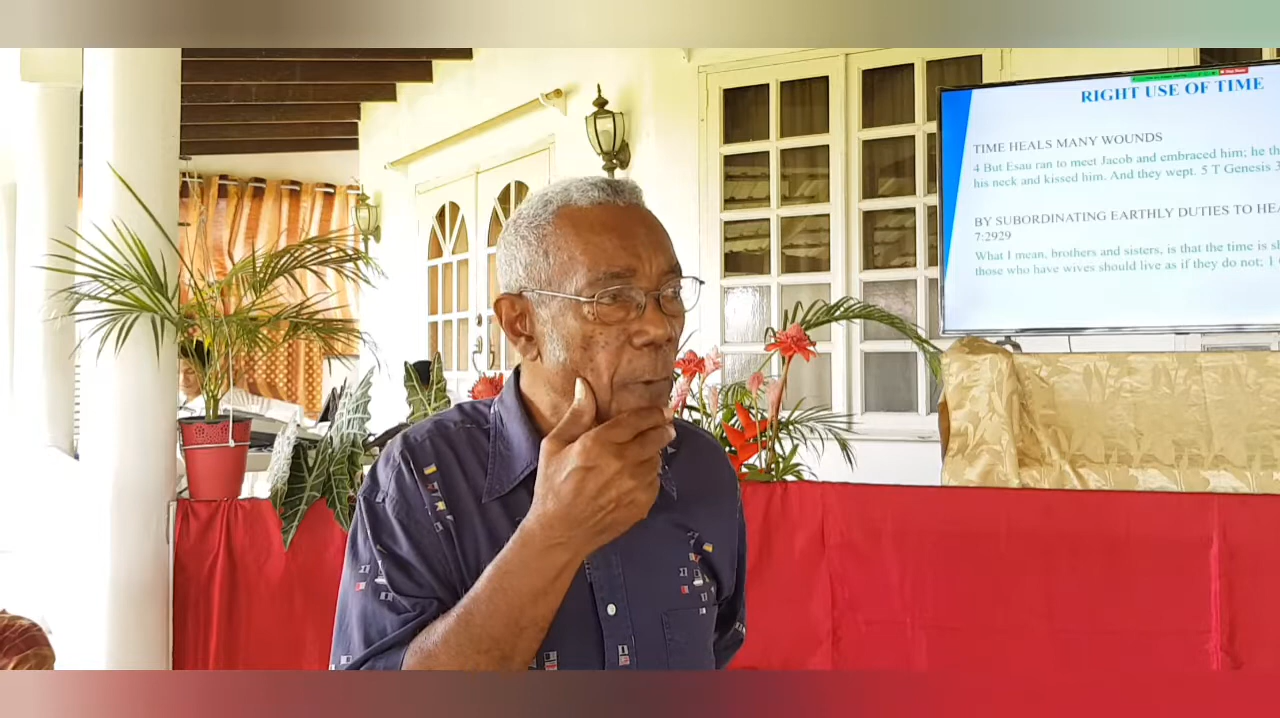 RIGHT USE OF TIME
TIME HEALS MANY WOUNDS
4 But Esau ran to meet Jacob and embraced him; he th
his neck and kissed him. And they wept. 5 T Genesis 3
BY SUBORDINATING EARTHLY DUTIES TO HEA
7:2929
What I mean, brothers and sisters, is that the time is sh
those who have wives should live as if they do not; 1